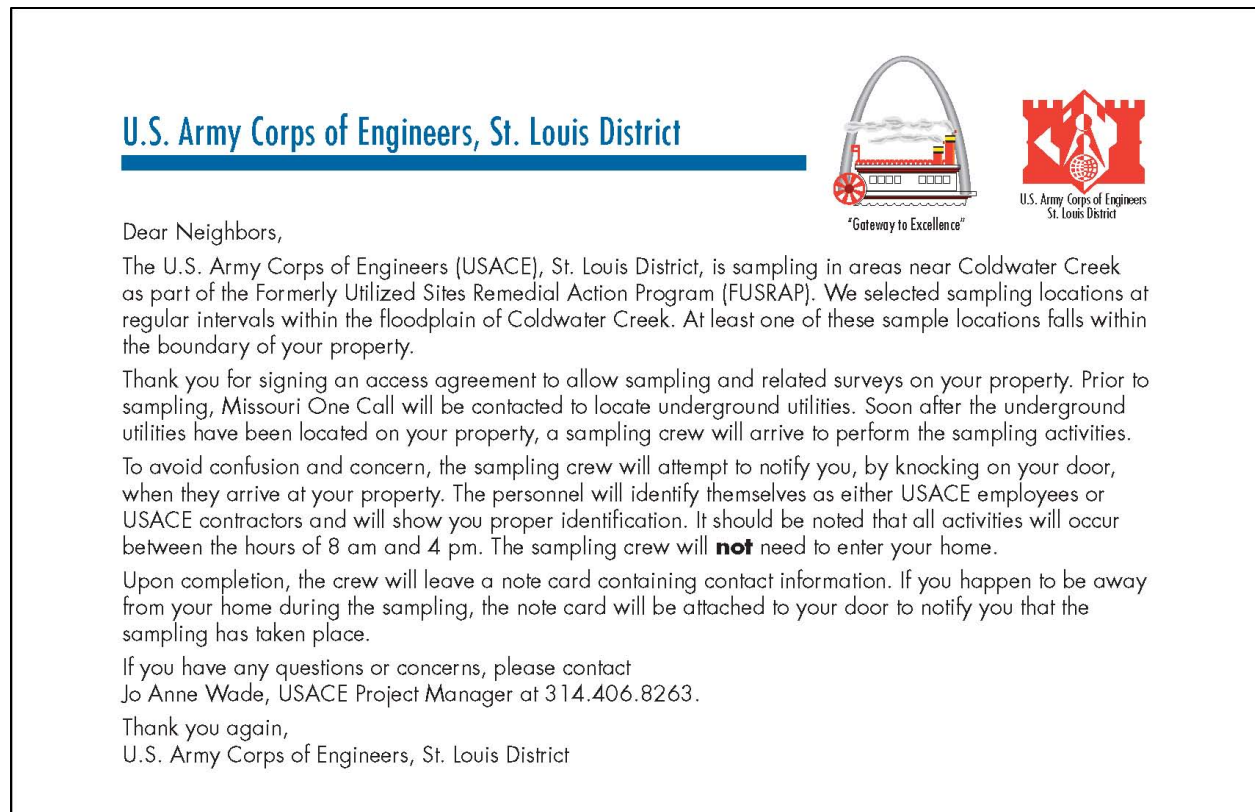 U.S. Army Corps of Engineers, St. Louis District
"Gateway to Excellence"
U.S. Army Corps of Engineers
St. Louis District
Dear Neighbors,
The U.S. Army Corps of Engineers (USACE), St. Louis District, is sampling in areas near Coldwater Creek
as part of the Formerly Utilized Sites Remedial Action Program (FUSRAP). We selected sampling locations at
regular intervals within the floodplain of Coldwater Creek. At least one of these sample locations falls within
the boundary of your property.
Thank you for signing an access agreement to allow sampling and related surveys on your property. Prior to
sampling, Missouri One Call will be contacted to locate underground utilities. Soon after the underground
utilities have been located on your property, a sampling crew will arrive to perform the sampling activities.
To avoid confusion and concern, the sampling crew will attempt to notify you, by knocking on your door,
when they arrive at your property. The personnel will identify themselves as either USACE employees or
USACE contractors and will show you proper identification. It should be noted that all activities will occur
between the hours of 8 am and 4 pm. The sampling crew will not need to enter your home.
Upon completion, the crew will leave a note card containing contact information. If you happen to be away
from your home during the sampling, the note card will be attached to your door to notify you that the
sampling has taken place.
If you have any questions or concerns, please contact
Jo Anne Wade, USACE Project Manager at 314.406.8263.
Thank you again,
U.S. Army Corps of Engineers, St. Louis District